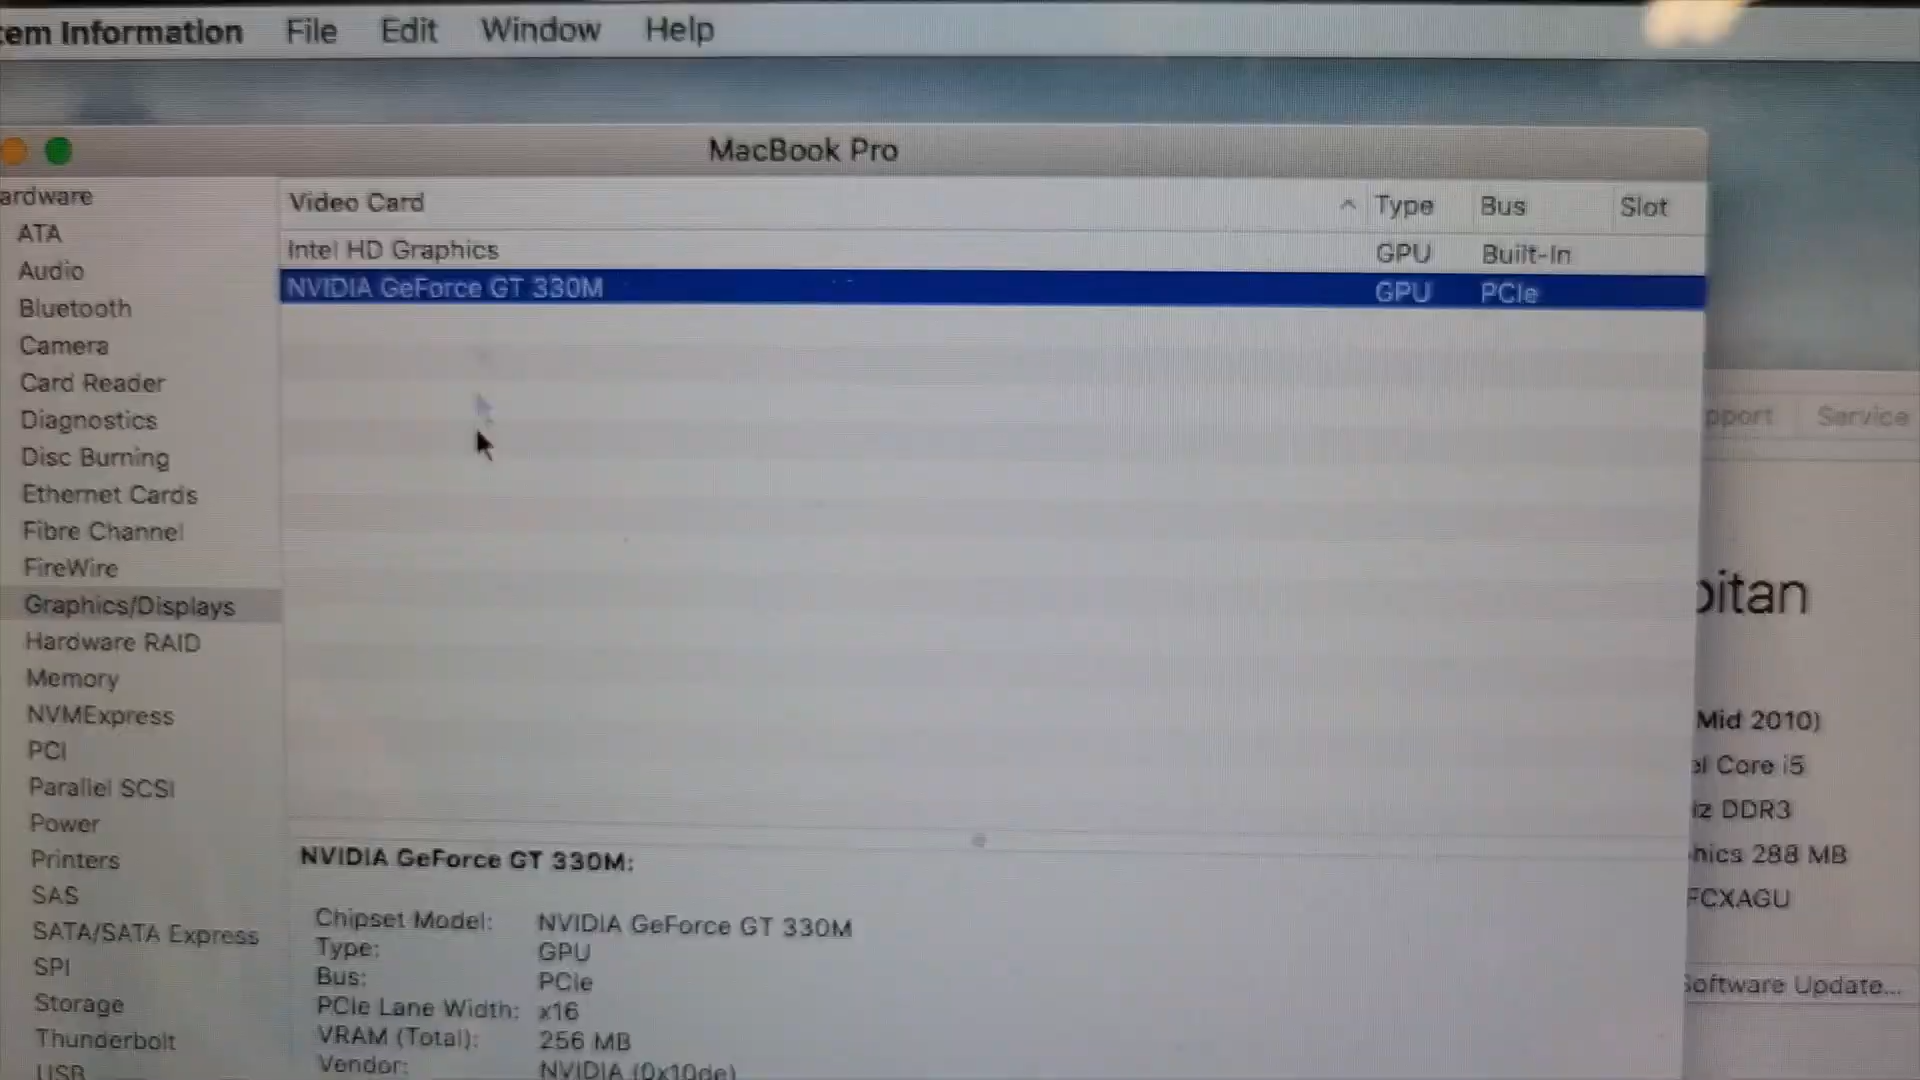 tem Information File Edit Window Help
MacBook Pro
ardware
ATA
Audio
Bluetooth
Camera
Card Reader
Diagnostics
Disc Burning
Ethernet Cards
Fibre Channel
FireWire
Graphics/Displays
Hardware RAID
Memory
NVMExpress
PCI
Parallel SCSI
Power
Printers
SAS
SATA/SATA Express
SPI
Storage
Thunderbolt
USB
Video Card Type Bus Slot
Intel HD Graphics GPU Built-In
NVIDIA GeForce GT 330M GPU PCIe
NVIDIA GeForce GT 330M:
Chipset Model: NVIDIA GeForce GT 330M
Type: GPU
Bus: PCIe
PCIe Lane Width: x16
VRAM (Total): 256 MB
Vendor: NVIDIA (0x10de)
pport Service
pitan
Mid 2010)
el Core i5
Hz DDR3
hics 288 MB
FCXAGU
Software Update...